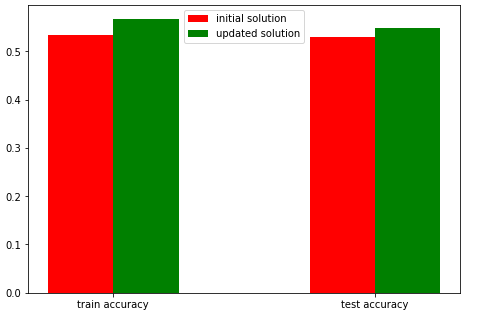 initial solution
updated solution
0.5
0.4
0.3
0.2
0.1
0.0
train accuracy
test accuracy